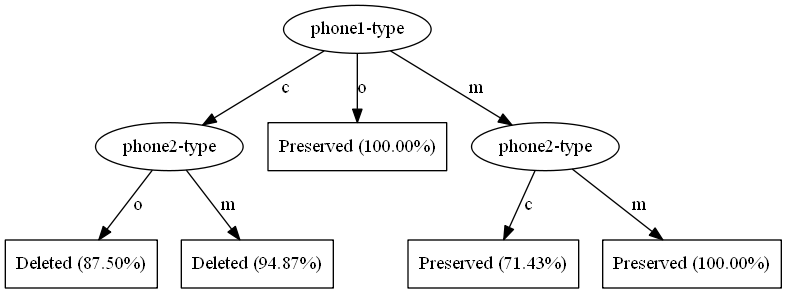 phone1-type
c
o
m
phone2-type
Preserved (100.00%)
phone2-type
o
m
c
m
Deleted (87.50%)
Deleted (94.87%)
Preserved (71.43%)
Preserved (100.00%)